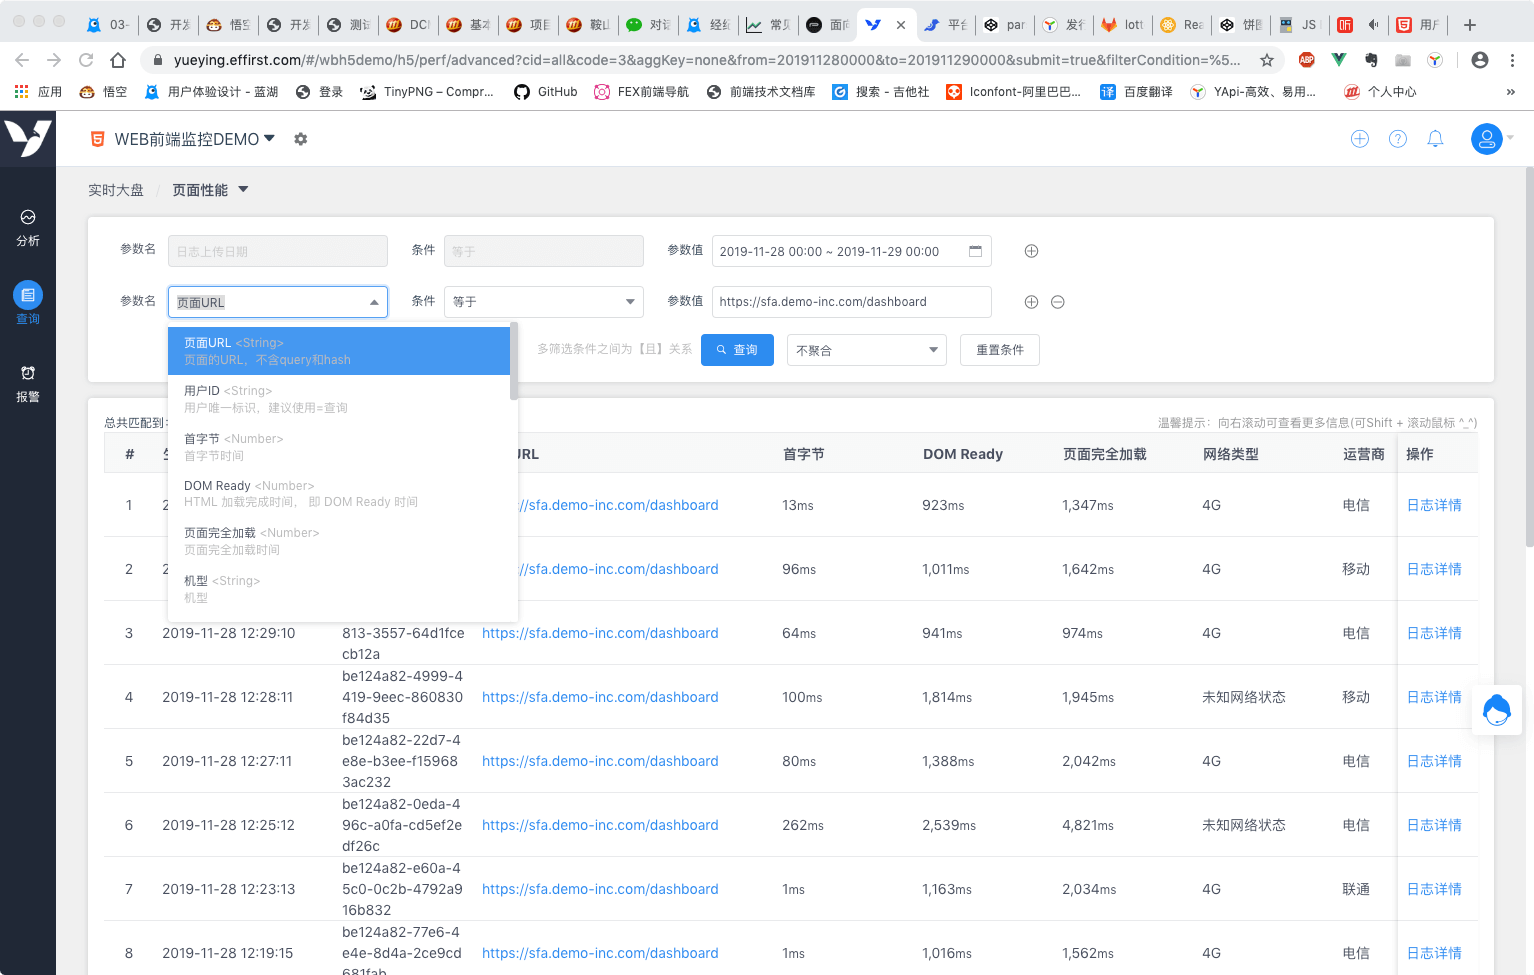 03-
开发
悟空
开发
测试
DCI
基本
项目
鞍山
对诉
经纬
常见
面向
平台
par
发行
lott
Rea
饼图
JS
听
用户
yueying.effirst.com/#/wbh5demo/h5/perf/advanced?cid=all&code=3&aggKey=none&from=201911280000&to=201911290000&submit=true&filterCondition=%5...
应用
悟空
用户体验设计 - 蓝湖
登录
TinyPNG – Compr...
GitHub
FEX前端导航
前端技术文档库
搜索 - 吉他社
Iconfont-阿里巴巴...
百度翻译
YApi-高效、易用...
个人中心
»
WEB前端监控DEMO
实时大盘 / 页面性能
分析
查询
报警
参数名 日志上传日期 条件 等于 参数值 2019-11-28 00:00 ~ 2019-11-29 00:00
参数名 页面URL 条件 等于 参数值 https://sfa.demo-inc.com/dashboard
多筛选条件之间为【且】关系 查询 不聚合 重置条件
页面URL <String>
页面的URL，不含query和hash
用户ID <String>
用户唯一标识，建议使用=查询
首字节 <Number>
首字节时间
DOM Ready <Number>
HTML 加载完成时间， 即 DOM Ready 时间
页面完全加载 <Number>
页面完全加载时间
机型 <String>
机型
总共匹配到:
温馨提示：向右滚动可查看更多信息(可Shift + 滚动鼠标 ^_^)
# URL 首字节 DOM Ready 页面完全加载 网络类型 运营商 操作
1 2 //sfa.demo-inc.com/dashboard 13ms 923ms 1,347ms 4G 电信 日志详情
2 2 //sfa.demo-inc.com/dashboard 96ms 1,011ms 1,642ms 4G 移动 日志详情
3 2019-11-28 12:29:10 813-3557-64d1fce https://sfa.demo-inc.com/dashboard 64ms 941ms 974ms 4G 电信 日志详情
cb12a
be124a82-4999-4
4 2019-11-28 12:28:11 419-9eec-860830 https://sfa.demo-inc.com/dashboard 100ms 1,814ms 1,945ms 未知网络状态 移动 日志详情
f84d35
be124a82-22d7-4
5 2019-11-28 12:27:11 e8e-b3ee-f15968 https://sfa.demo-inc.com/dashboard 80ms 1,388ms 2,042ms 4G 电信 日志详情
3ac232
be124a82-0eda-4
6 2019-11-28 12:25:12 96c-a0fa-cd5ef2e https://sfa.demo-inc.com/dashboard 262ms 2,539ms 4,821ms 未知网络状态 电信 日志详情
df26c
be124a82-e60a-4
7 2019-11-28 12:23:13 5c0-0c2b-4792a9 https://sfa.demo-inc.com/dashboard 1ms 1,163ms 2,034ms 4G 联通 日志详情
16b832
be124a82-77e6-4
8 2019-11-28 12:19:15 e4e-8d4a-2ce9cd https://sfa.demo-inc.com/dashboard 1ms 1,016ms 1,562ms 4G 电信 日志详情
681fab